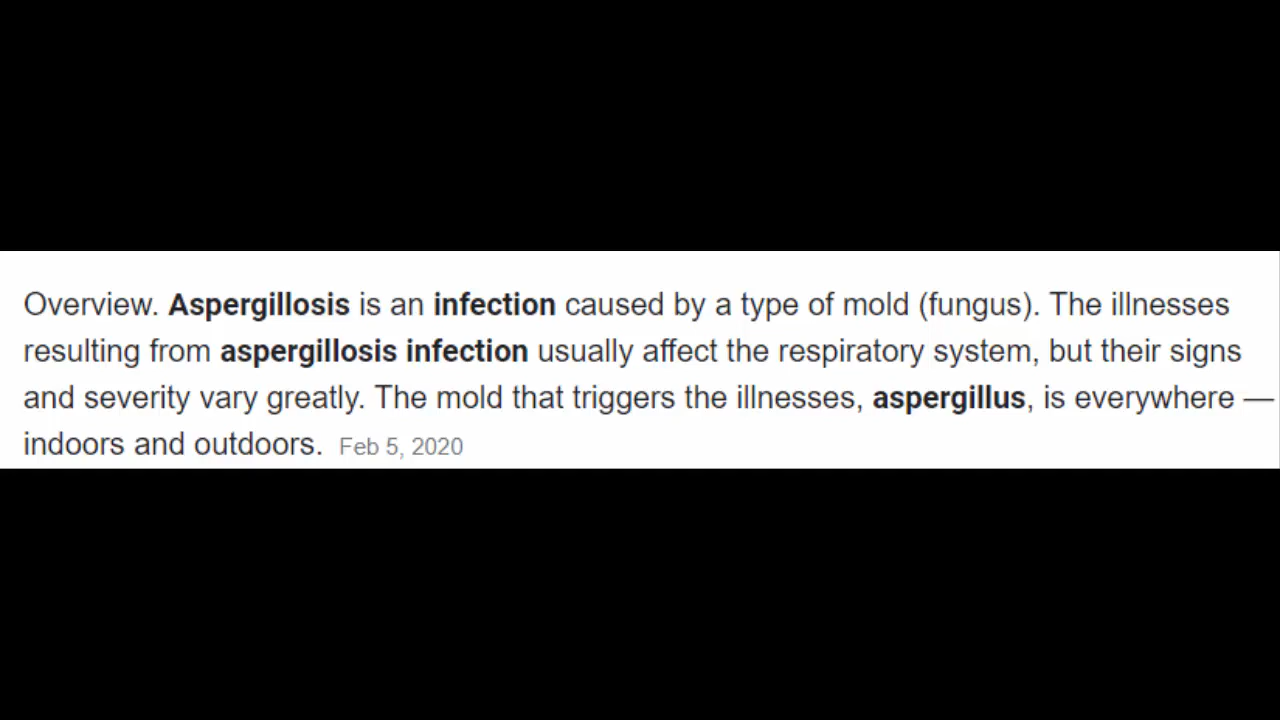 Overview. Aspergillosis is an infection caused by a type of mold (fungus). The illnesses
resulting from aspergillosis infection usually affect the respiratory system, but their signs
and severity vary greatly. The mold that triggers the illnesses, aspergillus, is everywhere —
indoors and outdoors. Feb 5, 2020